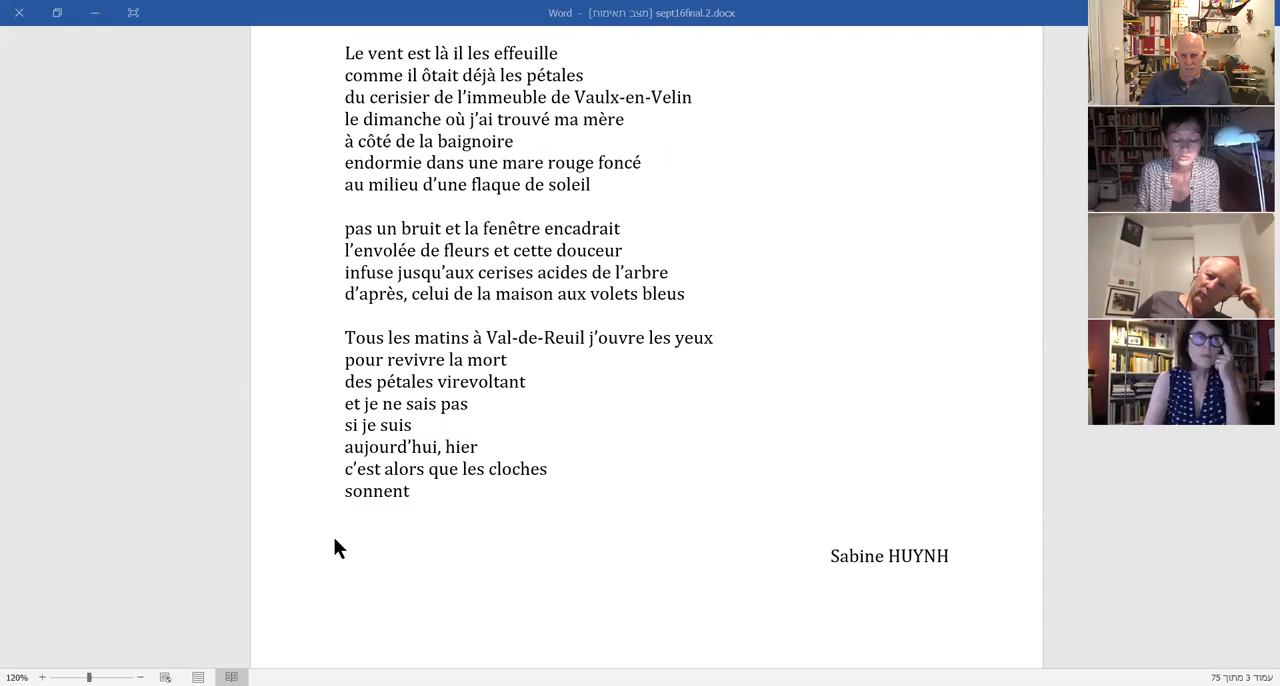 Word - [מצב תאימות] sept16final.2.docx
Le vent est là il les effeuille
comme il ôtait déjà les pétales
du cerisier de l’immeuble de Vaulx-en-Velin
le dimanche où j’ai trouvé ma mère
à côté de la baignoire
endormie dans une mare rouge foncé
au milieu d’une flaque de soleil
pas un bruit et la fenêtre encadrait
l’envolée de fleurs et cette douceur
infuse jusqu’aux cerises acides de l’arbre
d’après, celui de la maison aux volets bleus
Tous les matins à Val-de-Reuil j’ouvre les yeux
pour revivre la mort
des pétales virevoltant
et je ne sais pas
si je suis
aujourd’hui, hier
c’est alors que les cloches
sonnent
Sabine HUYNH
120%
עמוד 3 מתוך 75